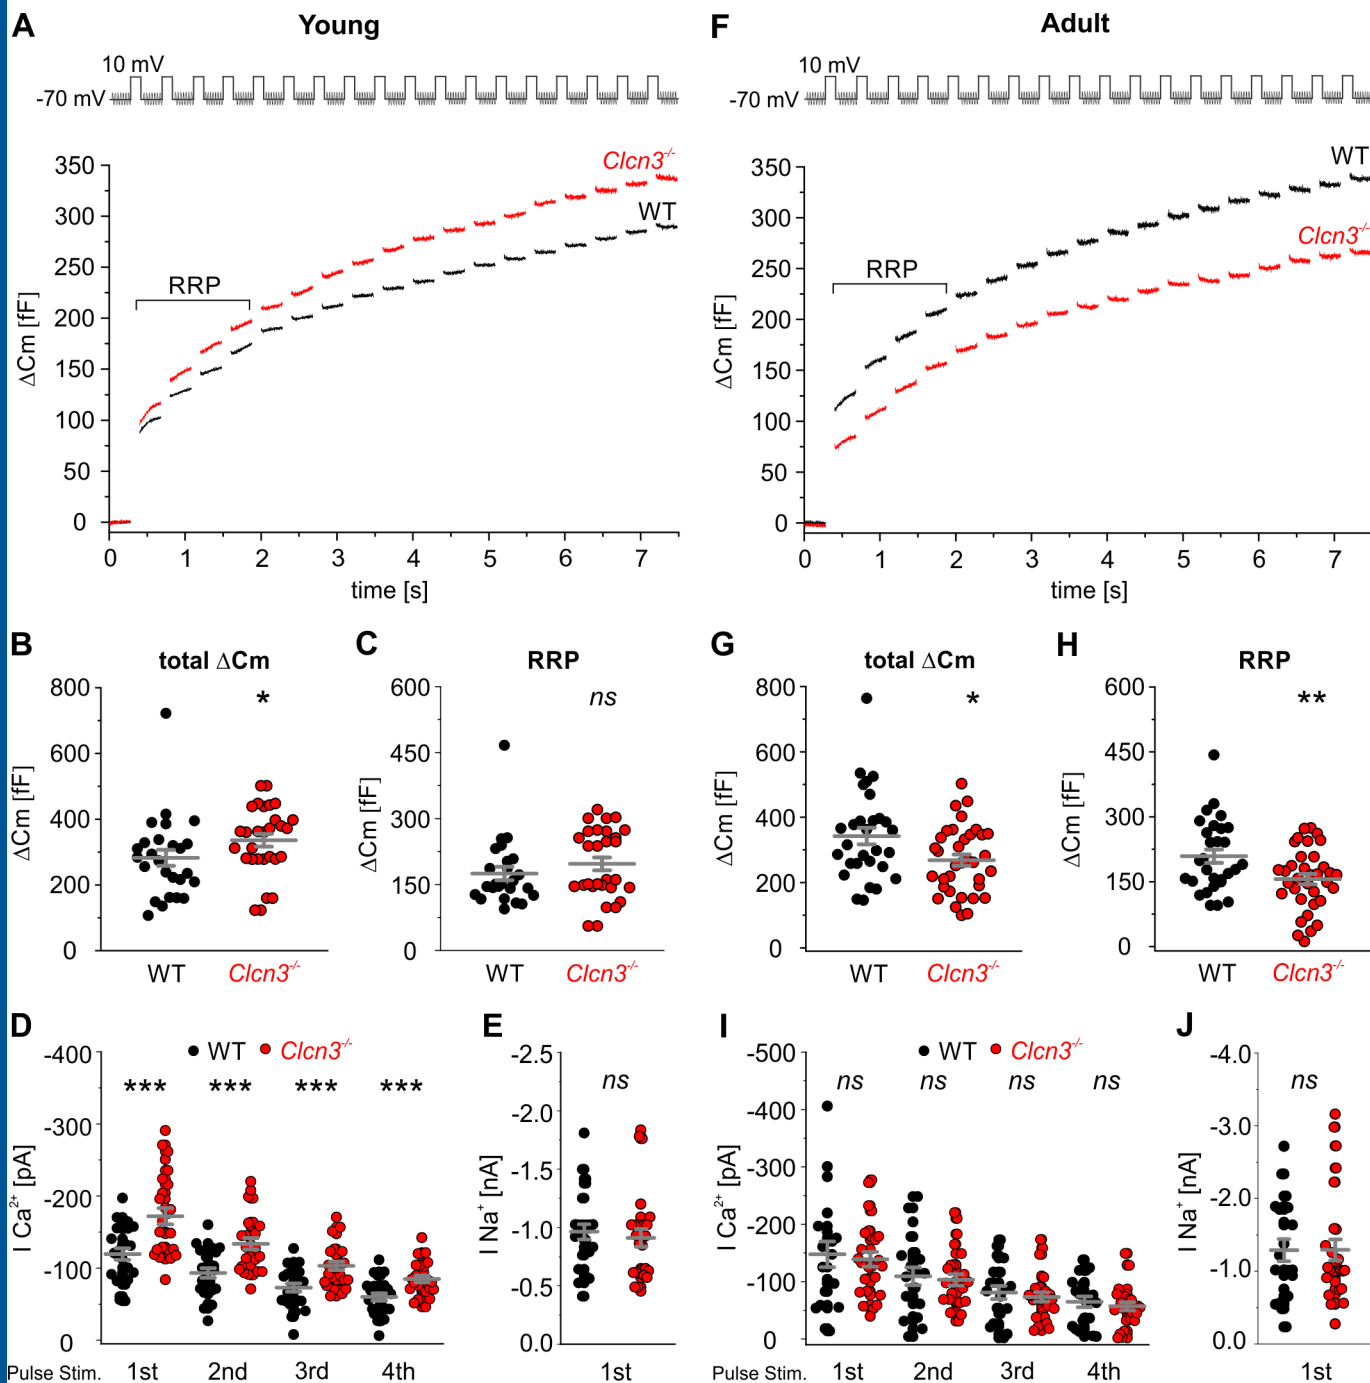 A
Young
10 mV
-70 mV
350
300
250
200
150
100
50
0
ΔCm [fF]
Clcn3-/-
WT
RRP
0 1 2 3 4 5 6 7
time [s]
F
Adult
10 mV
-70 mV
350
300
250
200
150
100
50
0
ΔCm [fF]
WT
Clcn3-/-
RRP
0 1 2 3 4 5 6 7
time [s]
B
total ΔCm
*
800
600
400
200
0
ΔCm [fF]
WT Clcn3-/-
C
RRP
ns
600
450
300
150
0
ΔCm [fF]
WT Clcn3-/-
G
total ΔCm
*
800
600
400
200
0
ΔCm [fF]
WT Clcn3-/-
H
RRP
**
600
450
300
150
0
ΔCm [fF]
WT Clcn3-/-
D
WT Clcn3-/-
*** *** *** ***
-400
-300
-200
-100
0
I Ca2+ [pA]
Pulse Stim. 1st 2nd 3rd 4th
E
ns
-2.5
-2.0
-1.5
-1.0
-0.5
0.0
I Na+ [nA]
1st
I
WT Clcn3-/-
ns ns ns ns
-500
-400
-300
-200
-100
0
I Ca2+ [pA]
Pulse Stim. 1st 2nd 3rd 4th
J
ns
-4.0
-3.0
-2.0
-1.0
0.0
I Na+ [nA]
1st